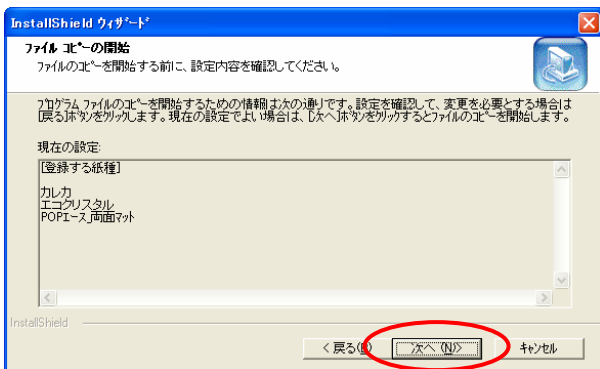 InstallShield ウィザード
ファイル コピーの開始
ファイルのコピーを開始する前に、設定内容を確認してください。
プログラム ファイルのコピーを開始するための情報は次の通りです。設定を確認して、変更を必要とする場合は
[戻る]ボタンをクリックします。現在の設定でよい場合は、[次へ]ボタンをクリックするとファイルのコピーを開始します。
現在の設定:
[登録する紙種]
カレカ
エコクリスタル
POPエース_両面マット
InstallShield
< 戻る(B)
次へ(N)>
キャンセル